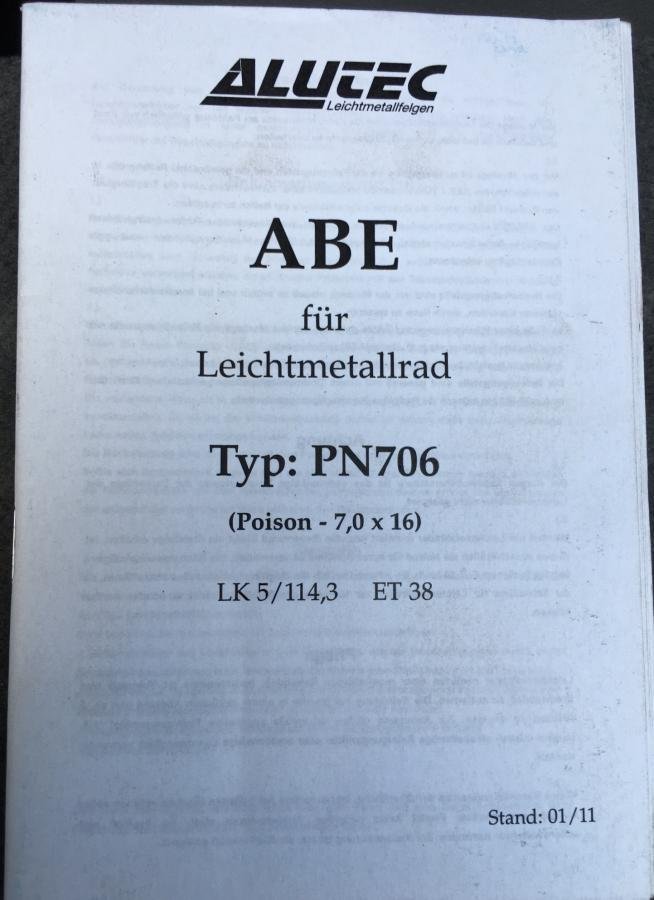 ALUTEC
Leichtmetallfelgen
ABE
für
Leichtmetallrad
Typ: PN706
(Poison - 7,0 x 16)
LK 5/114,3 ET 38
Stand: 01/11